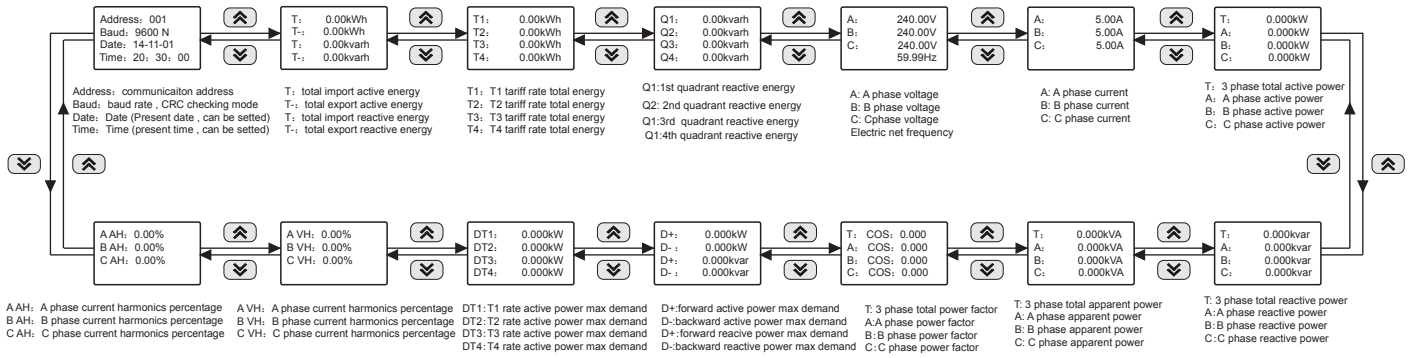 Address: 001
Baud: 9600 N
Date: 14-11-01
Time: 20: 30: 00
T: 0.00kWh
T-: 0.00kWh
T: 0.00kvarh
T-: 0.00kvarh
T1: 0.00kWh
T2: 0.00kWh
T3: 0.00kWh
T4: 0.00kWh
Q1: 0.00kvarh
Q2: 0.00kvarh
Q3: 0.00kvarh
Q4: 0.00kvarh
A: 240.00V
B: 240.00V
C: 240.00V
59.99Hz
A: 5.00A
B: 5.00A
C: 5.00A
T: 0.000kW
A: 0.000kW
B: 0.000kW
C: 0.000kW
Address: communicaiton address
Baud: baud rate , CRC checking mode
Date: Date (Present date , can be setted)
Time: Time (present time , can be setted)
T: total import active energy
T-: total export active energy
T: total import reactive energy
T-: total export reactive energy
T1: T1 tariff rate total energy
T2: T2 tariff rate total energy
T3: T3 tariff rate total energy
T4: T4 tariff rate total energy
Q1:1st quadrant reactive energy
Q2: 2nd quadrant reactive energy
Q1:3rd quadrant reactive energy
Q1:4th quadrant reactive energy
A: A phase voltage
B: B phase voltage
C: Cphase voltage
Electric net frequency
A: A phase current
B: B phase current
C: C phase current
T: 3 phase total active power
A: A phase active power
B: B phase active power
C: C phase active power
A AH: 0.00%
B AH: 0.00%
C AH: 0.00%
A VH: 0.00%
B VH: 0.00%
C VH: 0.00%
DT1: 0.000kW
DT2: 0.000kW
DT3: 0.000kW
DT4: 0.000kW
D+: 0.000kW
D-: 0.000kW
D+: 0.000kvar
D-: 0.000kvar
T: COS: 0.000
A: COS: 0.000
B: COS: 0.000
C: COS: 0.000
T: 0.000kVA
A: 0.000kVA
B: 0.000kVA
C: 0.000kVA
T: 0.000kvar
A: 0.000kvar
B: 0.000kvar
C: 0.000kvar
A AH: A phase current harmonics percentage
B AH: B phase current harmonics percentage
C AH: C phase current harmonics percentage
A VH: A phase current harmonics percentage
B VH: B phase current harmonics percentage
C VH: C phase current harmonics percentage
DT1:T1 rate active power max demand
DT2:T2 rate active power max demand
DT3:T3 rate active power max demand
DT4:T4 rate active power max demand
D+:forward active power max demand
D-:backward active power max demand
D+:forward reacive power max demand
D-:backward reactive power max demand
T: 3 phase total power factor
A:A phase power factor
B:B phase power factor
C:C phase power factor
T: 3 phase total apparent power
A: A phase apparent power
B: B phase apparent power
C: C phase apparent power
T: 3 phase total reactive power
A:A phase reactive power
B:B phase reactive power
C:C phase reactive power